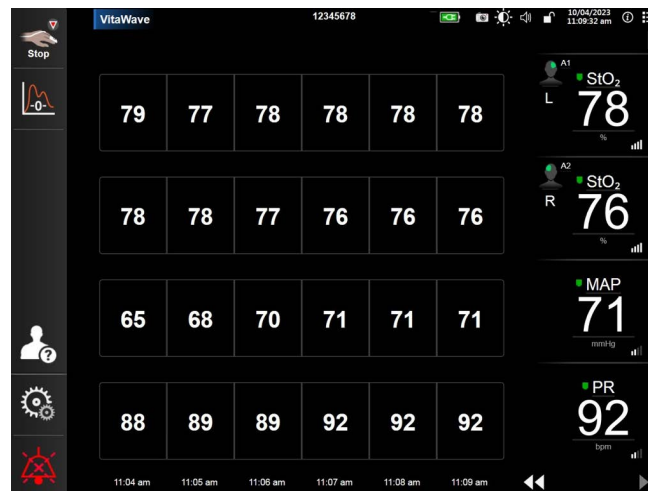 VitaWave
12345678
10/04/2023
11:09:32 am
Stop
-0-
79 77 78 78 78 78
L
A1
StO₂
78
%
78 78 77 76 76 76
R
A2
StO₂
76
%
65 68 70 71 71 71
MAP
71
mmHg
?
88 89 89 92 92 92
PR
92
bpm
11:04 am 11:05 am 11:06 am 11:07 am 11:08 am 11:09 am